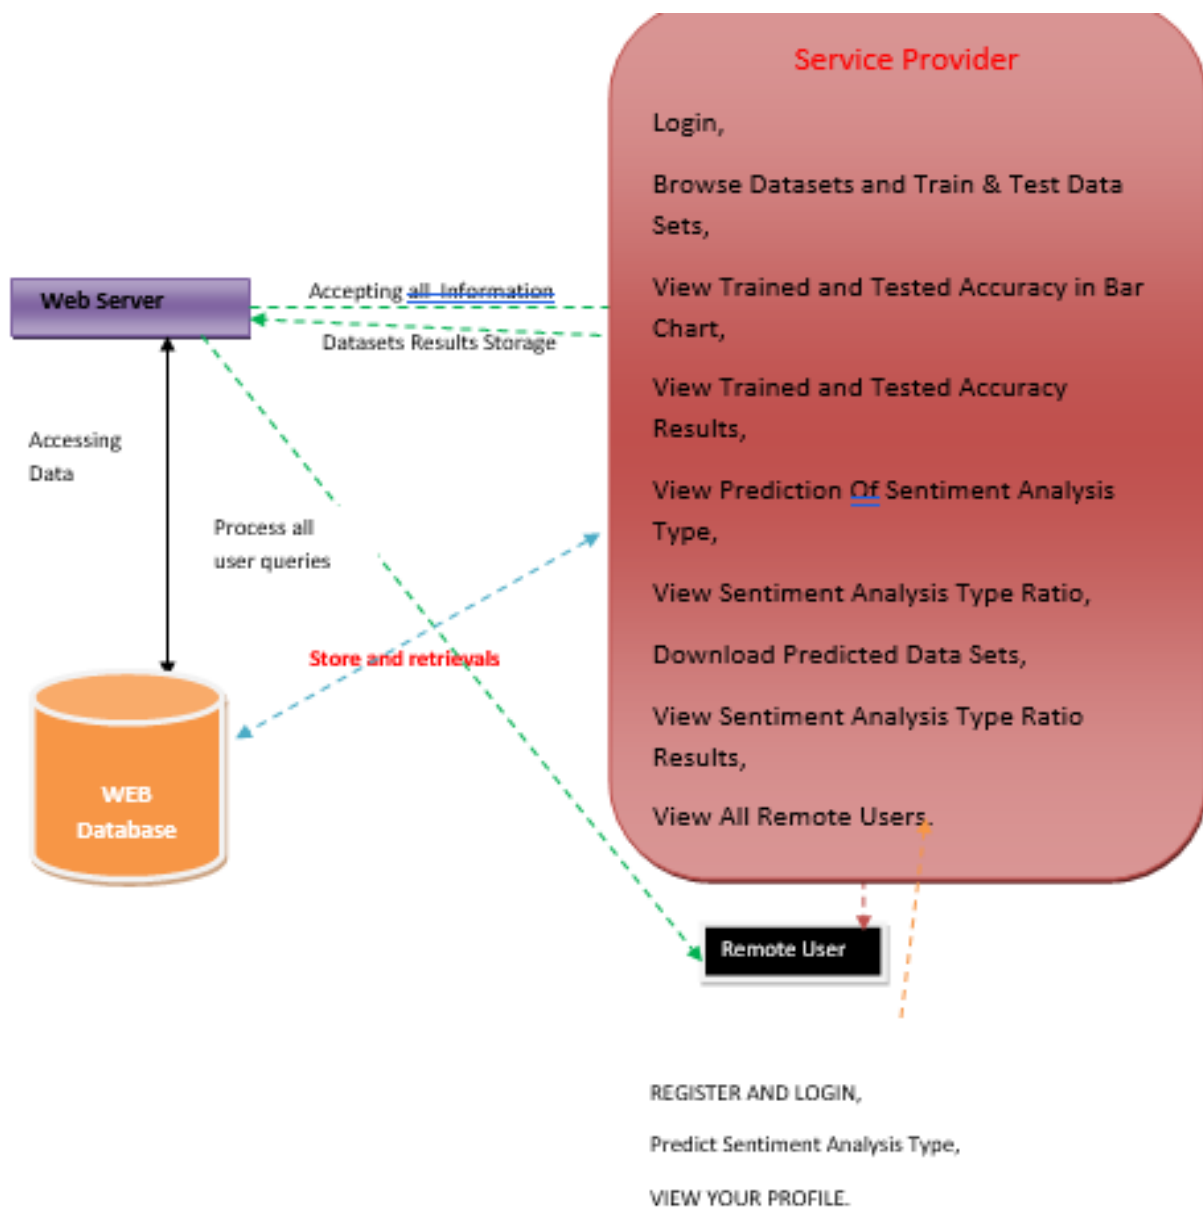 Service Provider
Login,
Browse Datasets and Train & Test Data
Sets,
View Trained and Tested Accuracy in Bar
Chart,
View Trained and Tested Accuracy
Results,
View Prediction Of Sentiment Analysis
Type,
View Sentiment Analysis Type Ratio,
Download Predicted Data Sets,
View Sentiment Analysis Type Ratio
Results,
View All Remote Users.
Web Server
Accepting all Information
Datasets Results Storage
Accessing
Data
Process all
user queries
Store and retrievals
WEB
Database
Remote User
REGISTER AND LOGIN,
Predict Sentiment Analysis Type,
VIEW YOUR PROFILE.